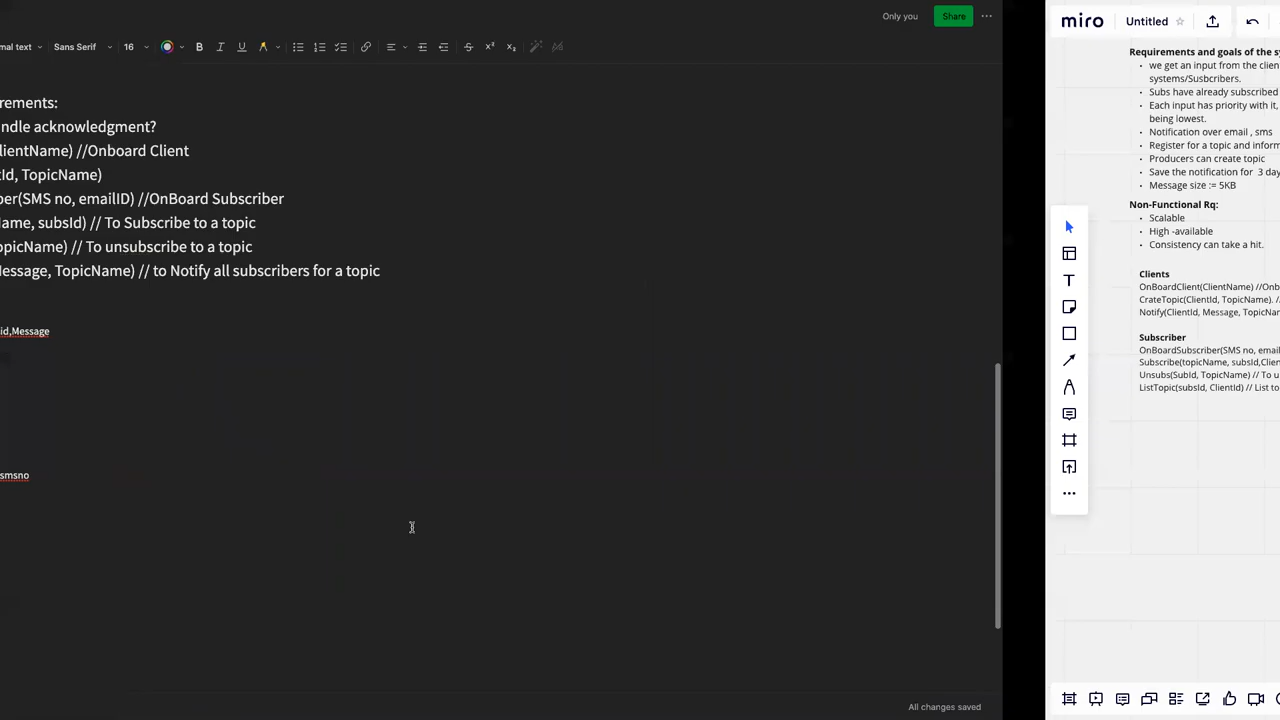 Only you
Share
mal text
Sans Serif
16
B
I
U
A
rements:
ndle acknowledgment?
lientName) //Onboard Client
tId, TopicName)
ber(SMS no, emailID) //OnBoard Subscriber
Name, subsId) // To Subscribe to a topic
opicName) // To unsubscribe to a topic
Message, TopicName) // to Notify all subscribers for a topic
id,Message
smsno
All changes saved
miro
Untitled
Requirements and goals of the sy
• we get an input from the clien
systems/Susbcribers.
• Subs have already subscribed
• Each input has priority with it,
being lowest.
• Notification over email , sms
• Register for a topic and inform
• Producers can create topic
• Save the notification for 3 day
• Message size := 5KB
Non-Functional Rq:
• Scalable
• High -available
• Consistency can take a hit.
Clients
OnBoardClient(ClientName) //Onb
CrateTopic(ClientId, TopicName). /
Notify(ClientId, Message, TopicNam
Subscriber
OnBoardSubscriber(SMS no, email
Subscribe(topicName, subsId,Clien
Unsubs(SubId, TopicName) // To u
ListTopic(subsId, ClientId) // List to